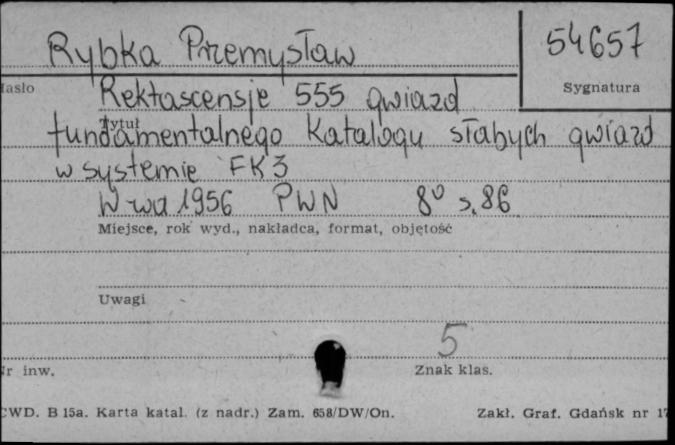 Rybka Przemysław
54657
Hasło
Sygnatura
Rektascensje 555 gwiazd
Tytuł
fundamentalnego Katalogu słabych gwiazd
w systemie FK3
W-wa 1956 PWN 8° s. 86
Miejsce, rok wyd., nakładca, format, objętość
Uwagi
5
Nr inw.
Znak klas.
CWD. B 15a. Karta katal. (z nadr.) Zam. 658/DW/On. Zakł. Graf. Gdańsk nr